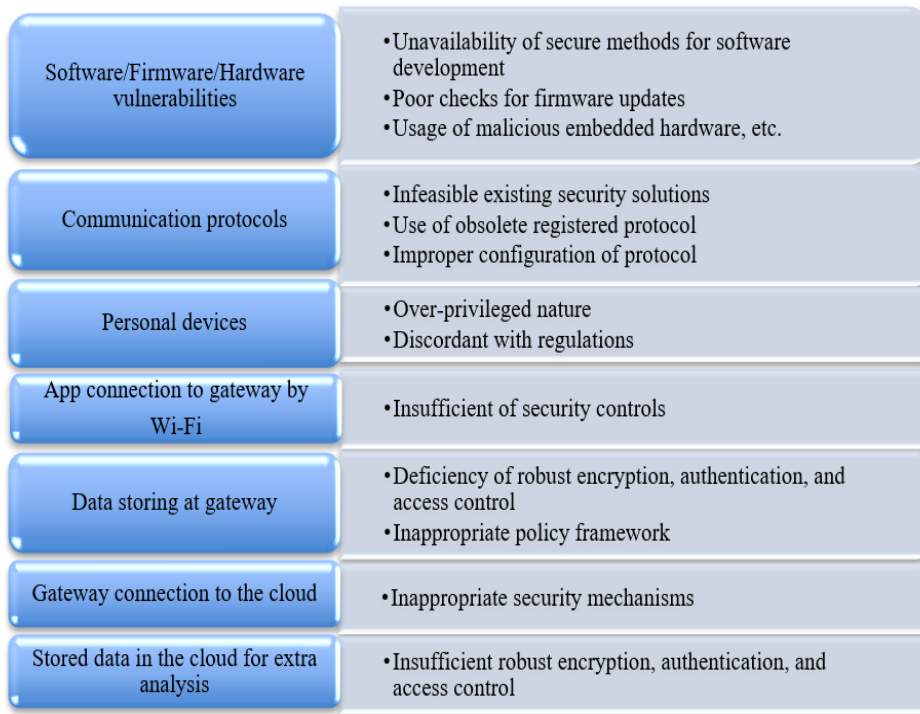 Software/Firmware/Hardware
vulnerabilities
•Unavailability of secure methods for software
development
•Poor checks for firmware updates
•Usage of malicious embedded hardware, etc.
Communication protocols
•Infeasible existing security solutions
•Use of obsolete registered protocol
•Improper configuration of protocol
Personal devices
•Over-privileged nature
•Discordant with regulations
App connection to gateway by
Wi-Fi
•Insufficient of security controls
Data storing at gateway
•Deficiency of robust encryption, authentication, and
access control
•Inappropriate policy framework
Gateway connection to the cloud
•Inappropriate security mechanisms
Stored data in the cloud for extra
analysis
•Insufficient robust encryption, authentication, and
access control